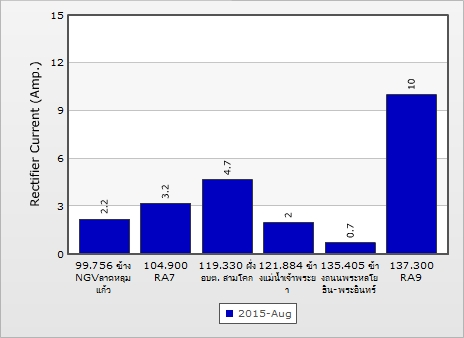 15
12
9
6
3
0
Rectifier Current (Amp.)
2.2
3.2
4.7
2
0.7
10
99.756 ข้าง
NGVลาดหลุม
แก้ว
104.900
RA7
119.330 ฝั่ง
อบต. สามโคก
121.884 ข้า
งแม่น้ำเจ้าพระย
า
135.405 ข้า
งถนนพระหลโย
ธิน-พระอินทร์
137.300
RA9
2015-Aug